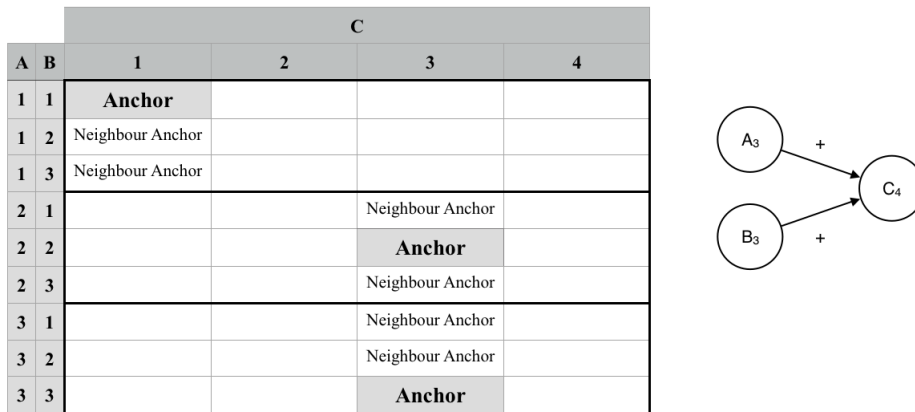 C
A B 1 2 3 4
1 1 Anchor
1 2 Neighbour Anchor
1 3 Neighbour Anchor
2 1 Neighbour Anchor
2 2 Anchor
2 3 Neighbour Anchor
3 1 Neighbour Anchor
3 2 Neighbour Anchor
3 3 Anchor
A₃ +
C₄
B₃ +